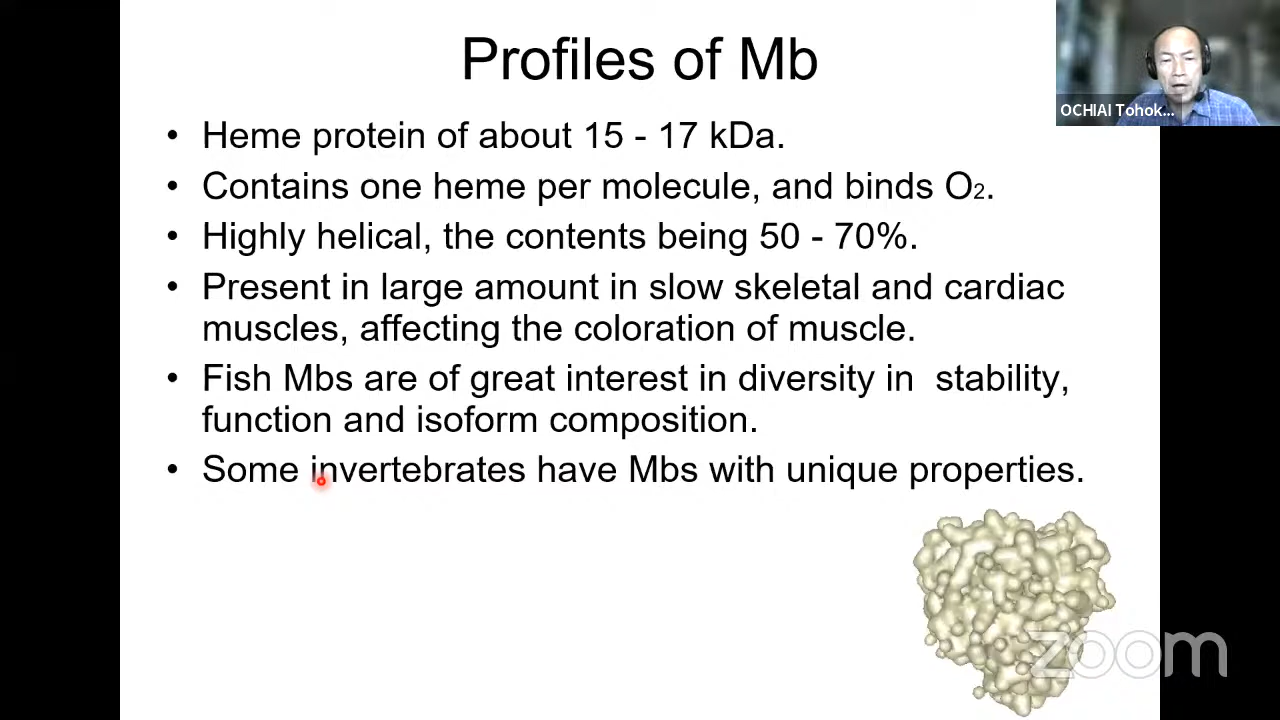 Profiles of Mb
OCHIAI Tohok...
• Heme protein of about 15 - 17 kDa.
• Contains one heme per molecule, and binds O₂.
• Highly helical, the contents being 50 - 70%.
• Present in large amount in slow skeletal and cardiac
muscles, affecting the coloration of muscle.
• Fish Mbs are of great interest in diversity in  stability,
function and isoform composition.
• Some invertebrates have Mbs with unique properties.
zoom